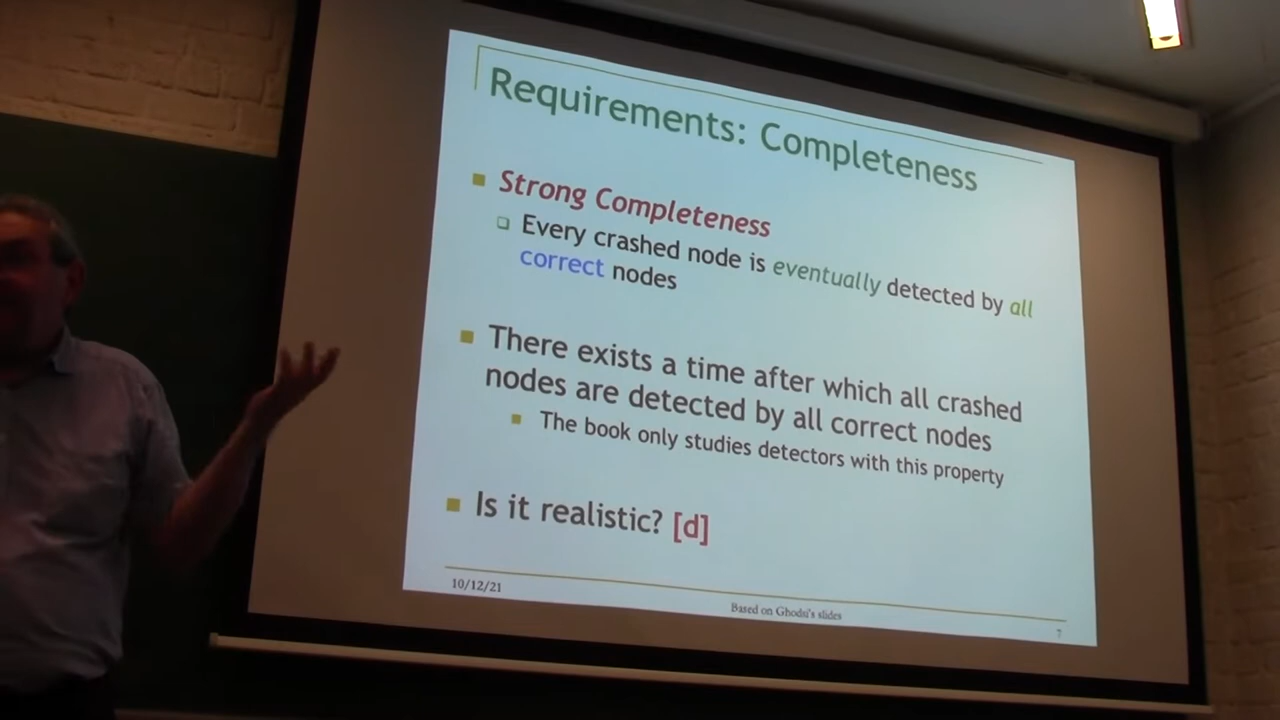 Requirements: Completeness
Strong Completeness
Every crashed node is eventually detected by all
correct nodes
There exists a time after which all crashed
nodes are detected by all correct nodes
The book only studies detectors with this property
Is it realistic? [d]
10/12/21
Based on Ghodsi's slides
7